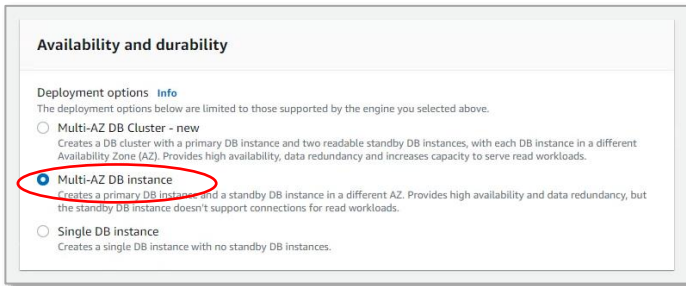 Availability and durability
Deployment options Info
The deployment options below are limited to those supported by the engine you selected above.
Multi-AZ DB Cluster - new
Creates a DB cluster with a primary DB instance and two readable standby DB instances, with each DB instance in a different
Availability Zone (AZ). Provides high availability, data redundancy and increases capacity to serve read workloads.
Multi-AZ DB instance
Creates a primary DB instance and a standby DB instance in a different AZ. Provides high availability and data redundancy, but
the standby DB instance doesn't support connections for read workloads.
Single DB instance
Creates a single DB instance with no standby DB instances.